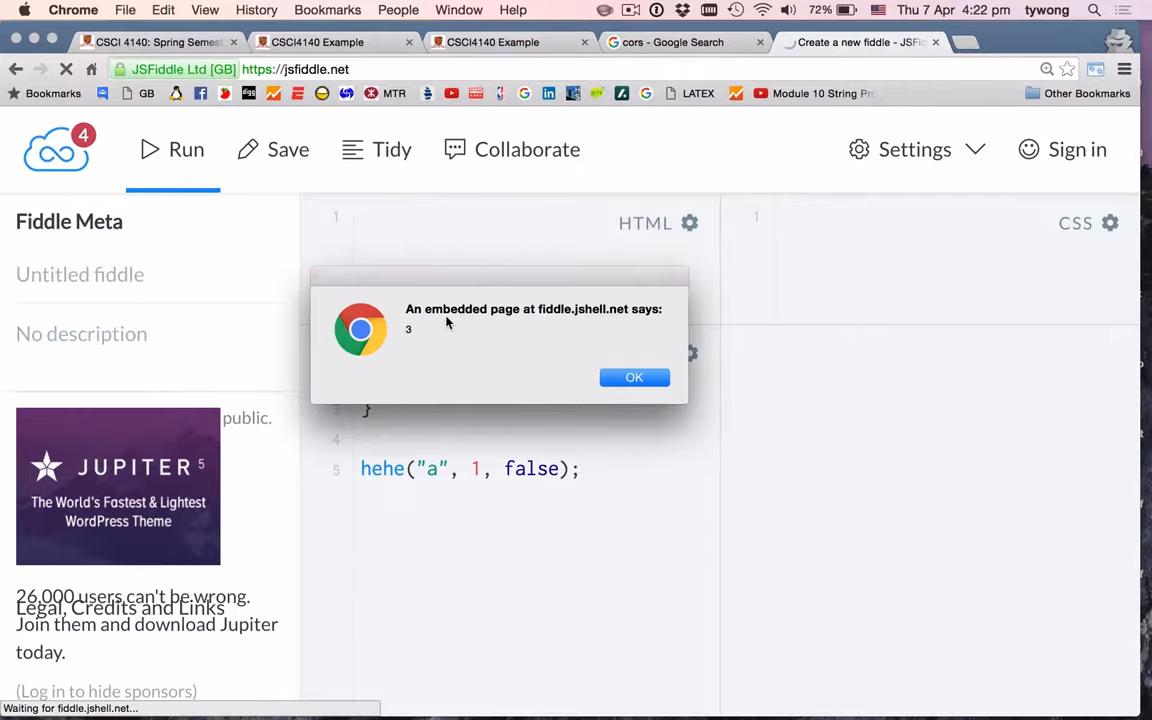 Chrome File Edit View History Bookmarks People Window Help 72% Thu 7 Apr 4:22 pm tywong
CSCI 4140: Spring Semest × CSCI4140 Example × CSCI4140 Example × cors - Google Search × Create a new fiddle - JSFi ×
JSFiddle Ltd [GB] https://jsfiddle.net
Bookmarks GB digg MTR LATEX Module 10 String Pr Other Bookmarks
4
Run Save Tidy Collaborate Settings Sign in
Fiddle Meta
1 HTML 1 CSS
Untitled fiddle
An embedded page at fiddle.jshell.net says:
3
No description
OK
public.
3 }
4
5 hehe("a", 1, false);
JUPITER 5
The World's Fastest & Lightest
WordPress Theme
26,000 users can't be wrong.
Legal, Credits and Links
Join them and download Jupiter
today.
(Log in to hide sponsors)
Waiting for fiddle.jshell.net...